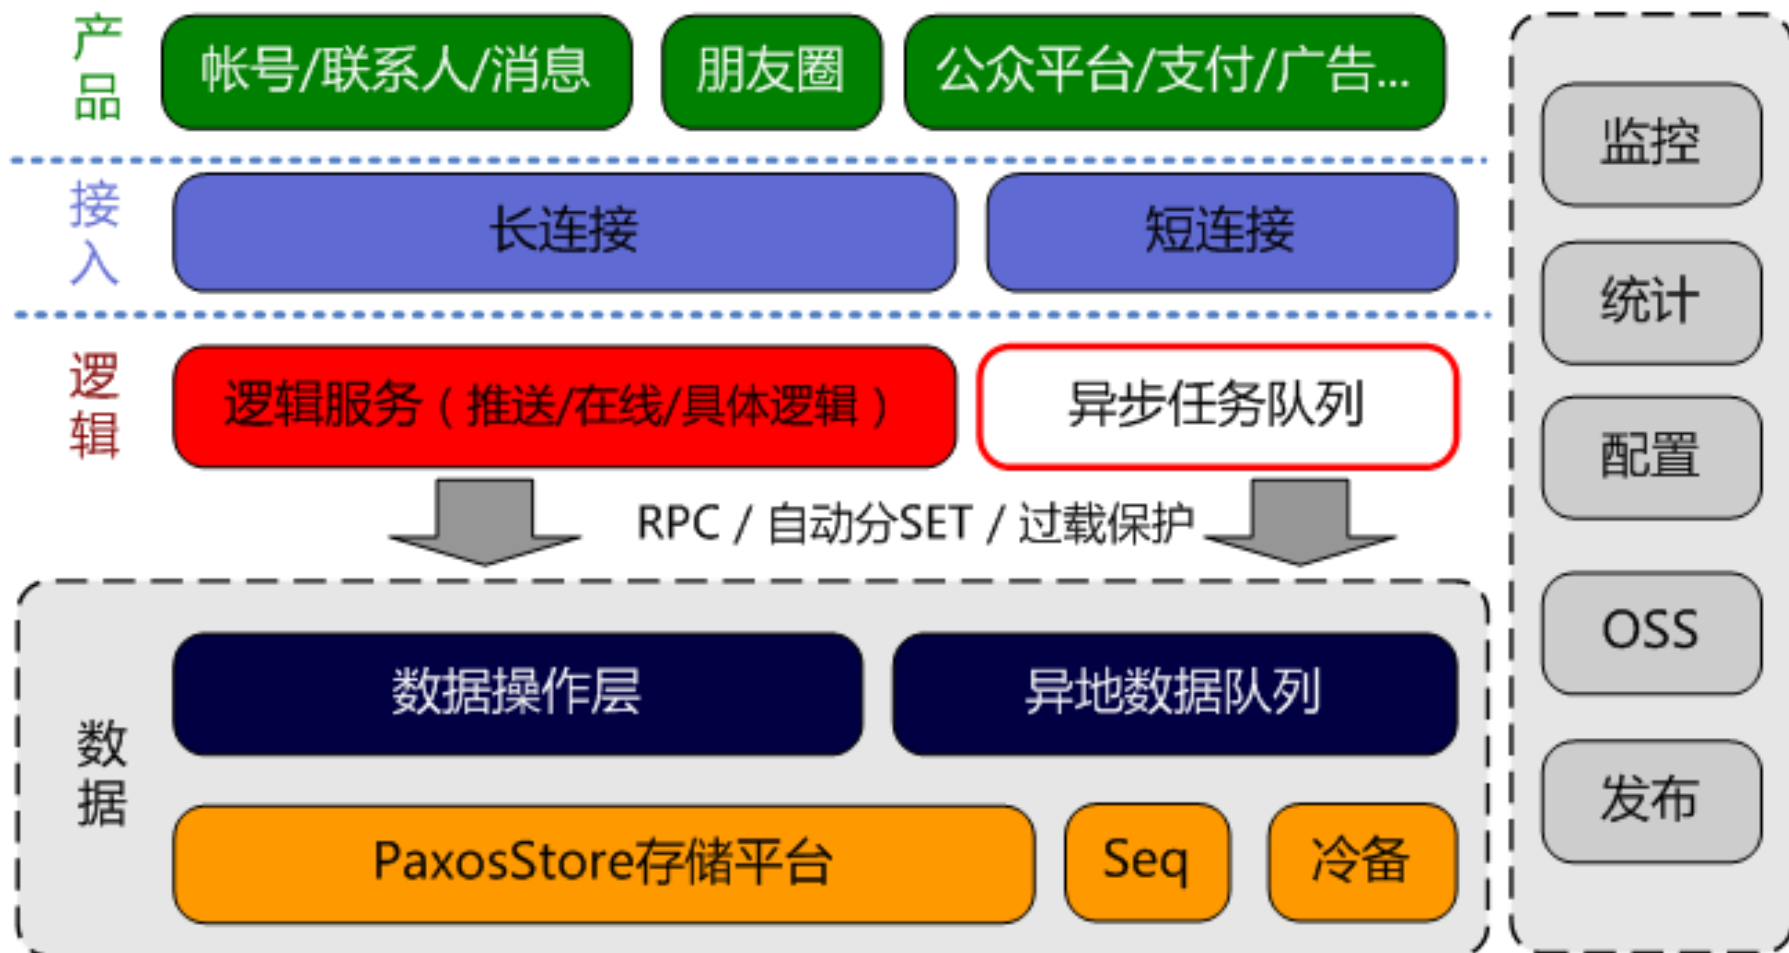 产品
帐号/联系人/消息
朋友圈
公众平台/支付/广告...
接入
长连接
短连接
逻辑
逻辑服务（推送/在线/具体逻辑）
异步任务队列
RPC / 自动分SET / 过载保护
数据
数据操作层
异地数据队列
PaxosStore存储平台
Seq
冷备
监控
统计
配置
OSS
发布